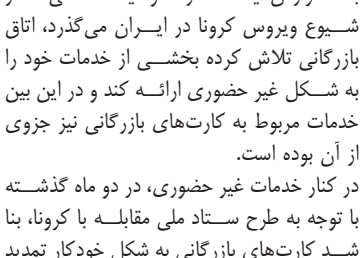 شیوع ویروس کرونا در ایران می‌گذرد، اتاق
بازرگانی تلاش کرده بخشی از خدمات خود را
به شکل غیر حضوری ارائه کند و در این بین
خدمات مربوط به کارت‌های بازرگانی نیز جزوی
از آن بوده است.
در کنار خدمات غیر حضوری، در دو ماه گذشته
با توجه به طرح ستاد ملی مقابله با کرونا، بنا
شد کارت‌های بازرگانی به شکل خودکار تمدید